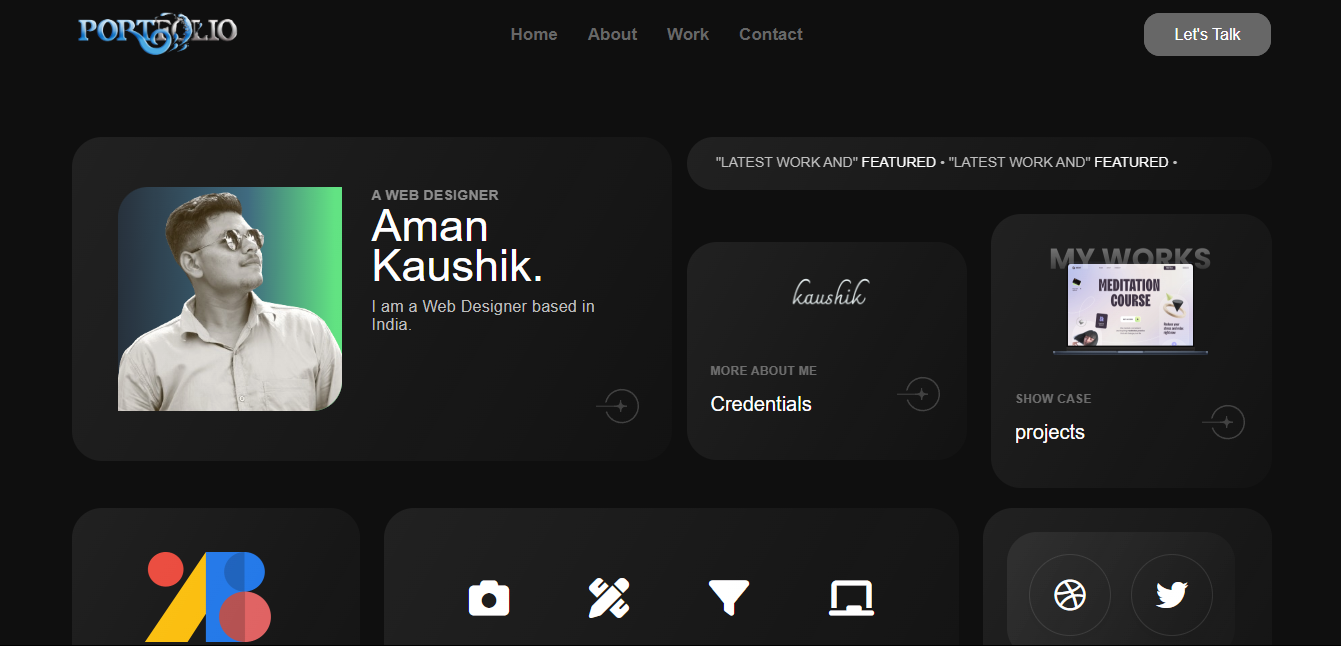 PORTFOLIO
Home About Work Contact
Let's Talk
"LATEST WORK AND" FEATURED • "LATEST WORK AND" FEATURED •
A WEB DESIGNER
Aman
Kaushik.
I am a Web Designer based in
India.
kaushik
MORE ABOUT ME
Credentials
MY WORKS
MEDITATION
COURSE
SHOW CASE
projects